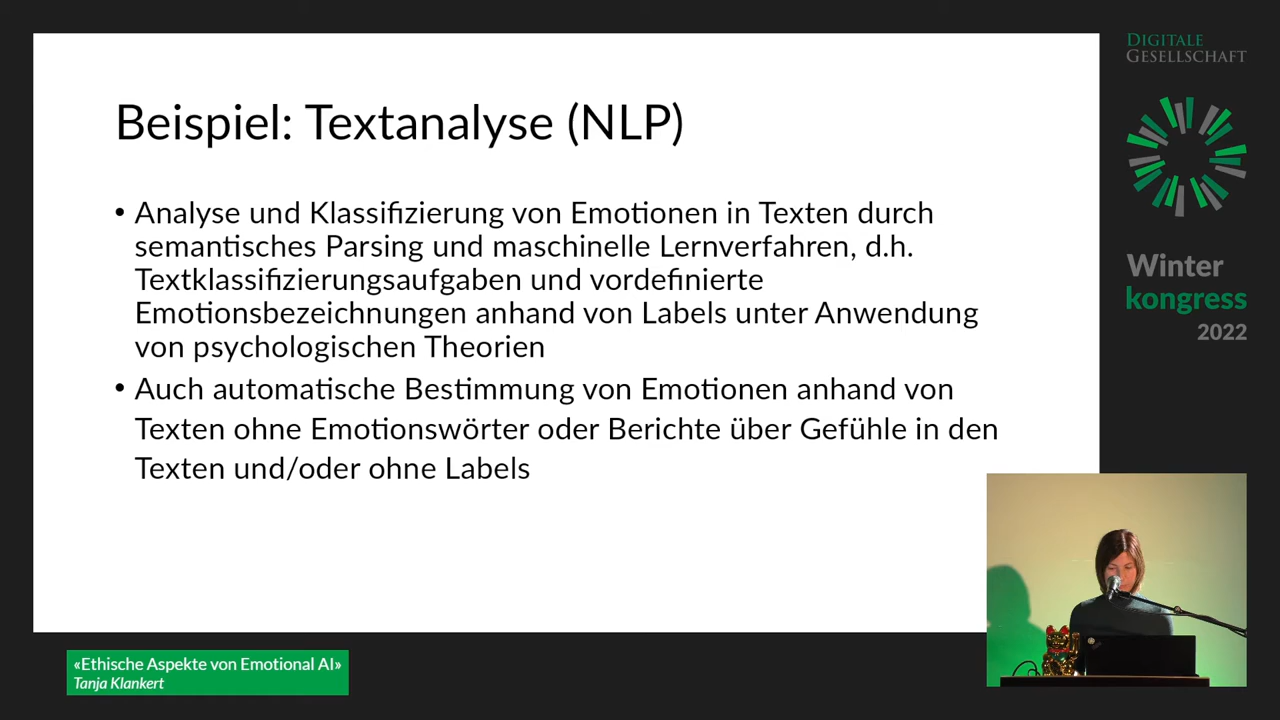 Beispiel: Textanalyse (NLP)
• Analyse und Klassifizierung von Emotionen in Texten durch
semantisches Parsing und maschinelle Lernverfahren, d.h.
Textklassifizierungsaufgaben und vordefinierte
Emotionsbezeichnungen anhand von Labels unter Anwendung
von psychologischen Theorien
• Auch automatische Bestimmung von Emotionen anhand von
Texten ohne Emotionswörter oder Berichte über Gefühle in den
Texten und/oder ohne Labels
DIGITALE
GESELLSCHAFT
Winter
kongress
2022
«Ethische Aspekte von Emotional AI»
Tanja Klankert